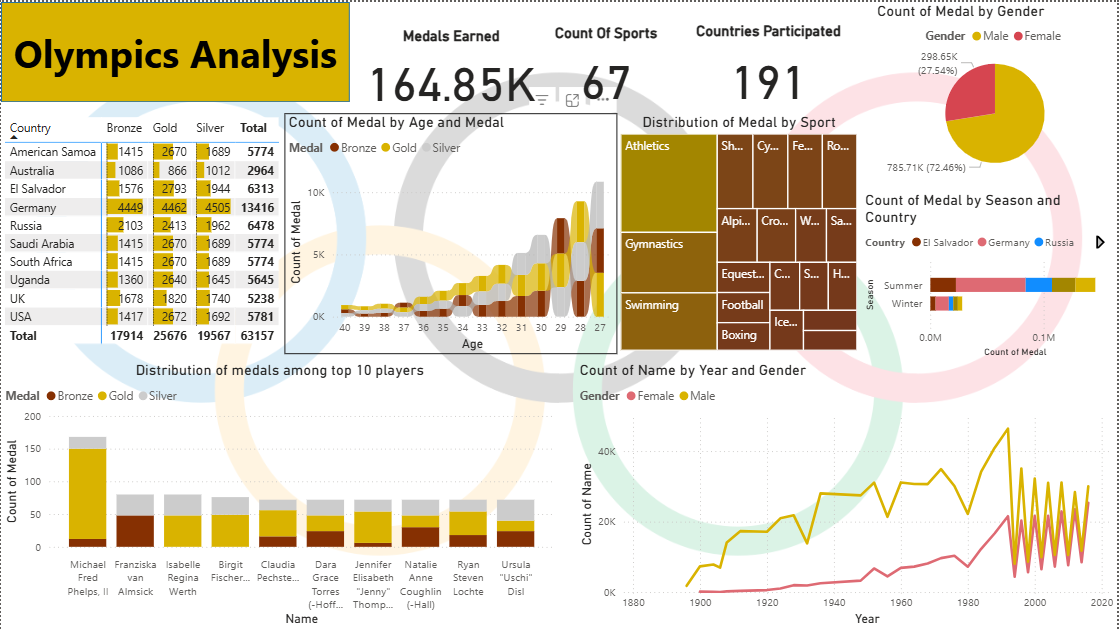 Olympics Analysis
Medals Earned
164.85K
Count Of Sports
67
Countries Participated
191
Count of Medal by Gender
Gender Male Female
298.65K
(27.54%)
785.71K (72.46%)
Country Bronze Gold Silver Total
American Samoa 1415 2670 1689 5774
Australia 1086 866 1012 2964
El Salvador 1576 2793 1944 6313
Germany 4449 4462 4505 13416
Russia 2103 2413 1962 6478
Saudi Arabia 1415 2670 1689 5774
South Africa 1415 2670 1689 5774
Uganda 1360 2640 1645 5645
UK 1678 1820 1740 5238
USA 1417 2672 1692 5781
Total 17914 25676 19567 63157
Count of Medal by Age and Medal
Medal Bronze Gold Silver
Count of Medal
10K
5K
0K
40 39 38 37 36 35 34 33 32 31 30 29 28 27
Age
Distribution of Medal by Sport
Athletics
Gymnastics
Swimming
Sh... Cy... Fe... Ro...
Alpi... Cro... W... Sa...
Equest... C... S... H...
Football
Ice...
Boxing
Count of Medal by Season and
Country
Country El Salvador Germany Russia
Season
Summer
Winter
0.0M 0.1M
Count of Medal
Distribution of medals among top 10 players
Medal Bronze Gold Silver
Count of Medal
200
150
100
50
0
Michael
Fred
Phelps, II
Franziska
van
Almsick
Isabelle
Regina
Werth
Birgit
Fischer...
Claudia
Pechste...
Dara
Grace
Torres
(-Hoff...
Jennifer
Elisabeth
"Jenny"
Thomp...
Natalie
Anne
Coughlin
(-Hall)
Ryan
Steven
Lochte
Ursula
"Uschi"
Disl
Name
Count of Name by Year and Gender
Gender Female Male
Count of Name
40K
20K
0K
1880 1900 1920 1940 1960 1980 2000 2020
Year